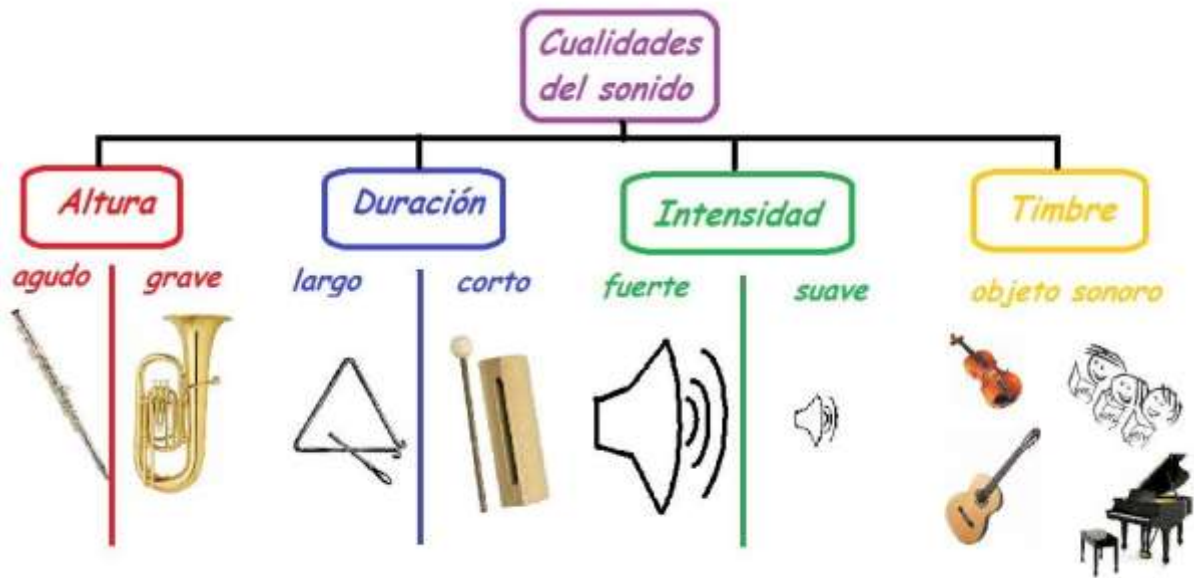 Cualidades
del sonido
Altura
Duración
Intensidad
Timbre
agudo
grave
largo
corto
fuerte
suave
objeto sonoro